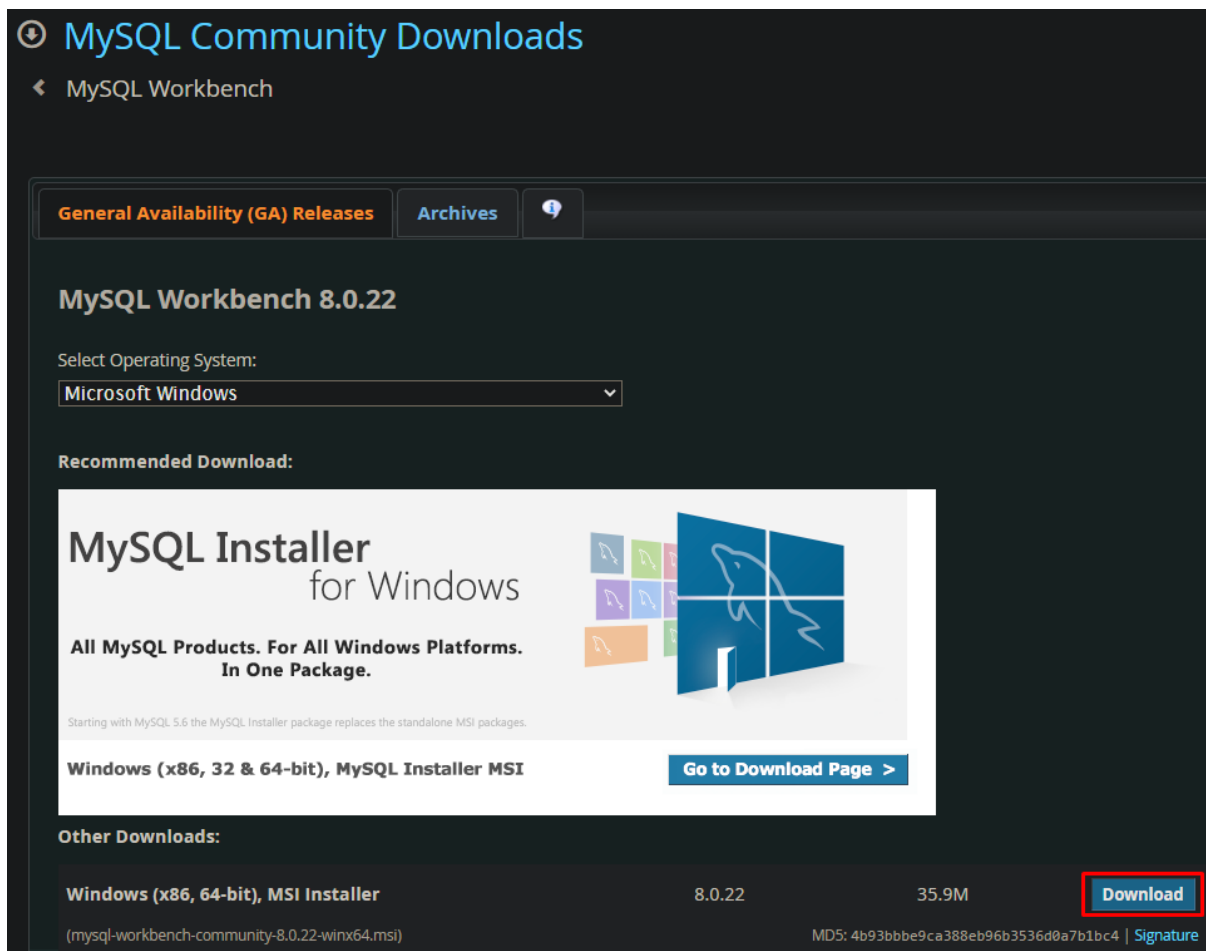 MySQL Community Downloads
MySQL Workbench
General Availability (GA) Releases Archives
MySQL Workbench 8.0.22
Select Operating System:
Microsoft Windows
Recommended Download:
MySQL Installer
for Windows
All MySQL Products. For All Windows Platforms.
In One Package.
Starting with MySQL 5.6 the MySQL Installer package replaces the standalone MSI packages.
Windows (x86, 32 & 64-bit), MySQL Installer MSI Go to Download Page >
Other Downloads:
Windows (x86, 64-bit), MSI Installer 8.0.22 35.9M Download
(mysql-workbench-community-8.0.22-winx64.msi) MD5: 4b93bbbe9ca388eb96b3536d0a7b1bc4 | Signature